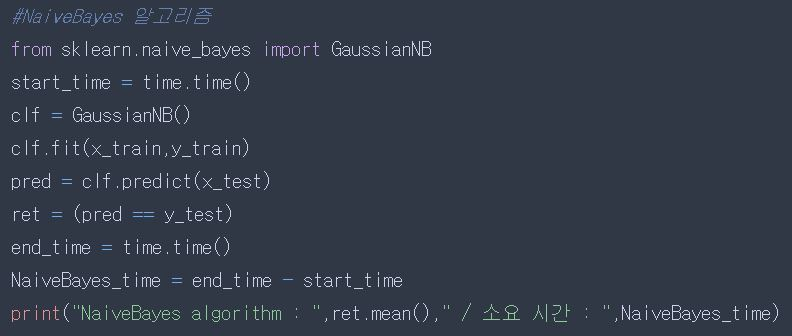 #NaiveBayes 알고리즘
from sklearn.naive_bayes import GaussianNB
start_time = time.time()
clf = GaussianNB()
clf.fit(x_train,y_train)
pred = clf.predict(x_test)
ret = (pred == y_test)
end_time = time.time()
NaiveBayes_time = end_time - start_time
print("NaiveBayes algorithm : ",ret.mean()," / 소요 시간 : ",NaiveBayes_time)